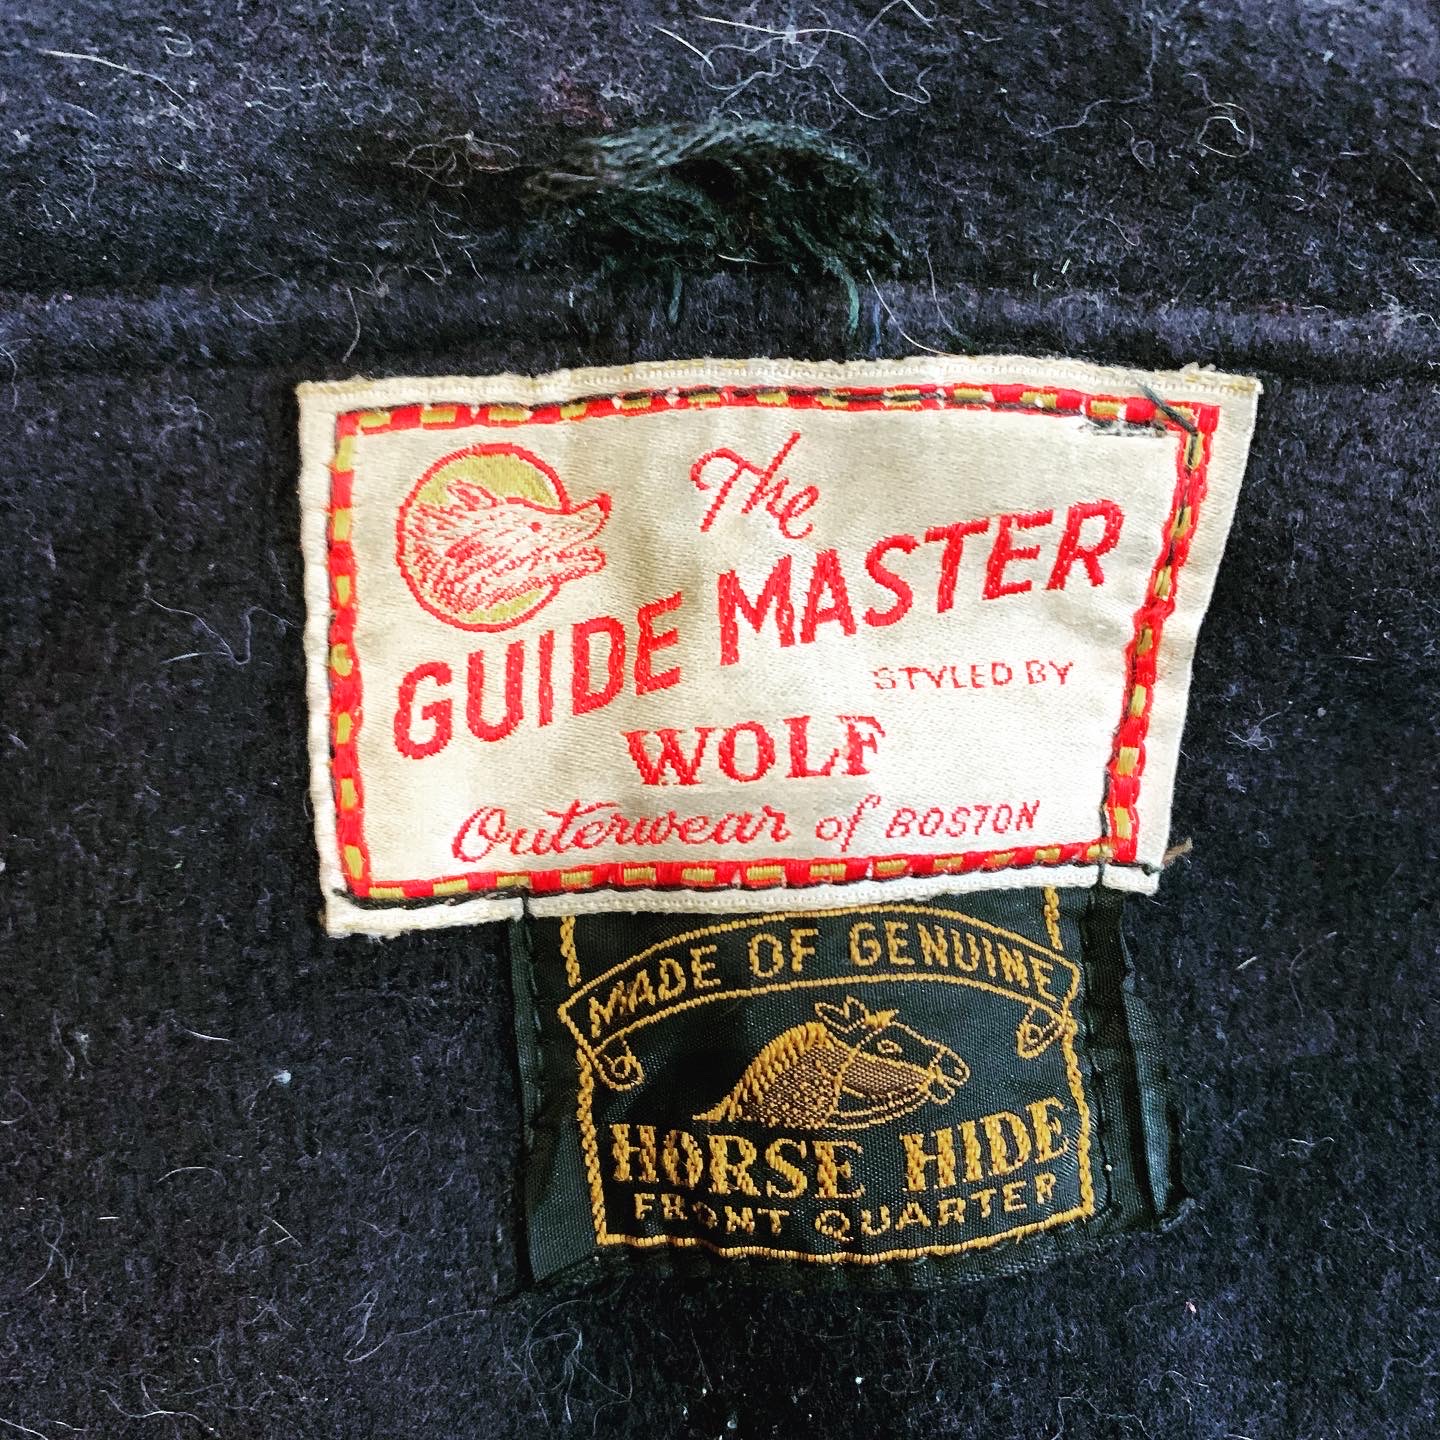 The
GUIDE MASTER
STYLED BY
WOLF
Outerwear of BOSTON
MADE OF GENUINE
HORSE HIDE
FRONT QUARTER